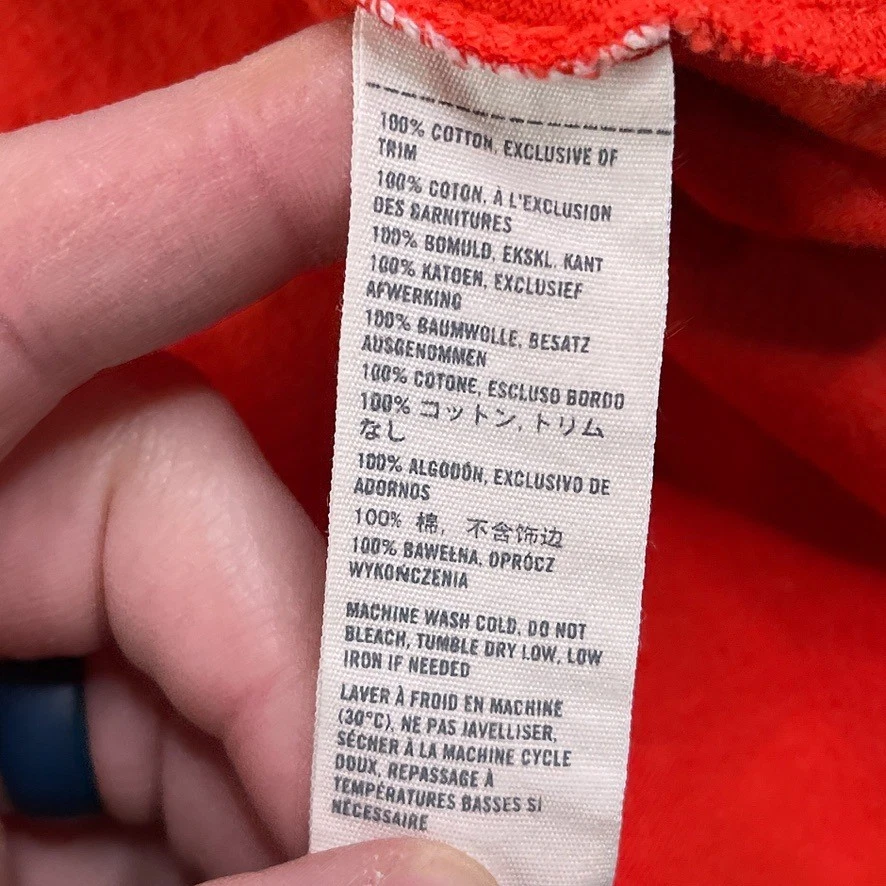 100% COTTON, EXCLUSIVE OF
TRIM
100% COTON, À L'EXCLUSION
DES GARNITURES
100% BOMULD, EKSKL. KANT
100% KATOEN, EXCLUSIEF
AFWERKING
100% BAUMWOLLE, BESATZ
AUSGENOMMEN
100% COTONE, ESCLUSO BORDO
100% コットン, トリム
なし
100% ALGODÓN, EXCLUSIVO DE
ADORNOS
100% 棉, 不含饰边
100% BAWEŁNA, OPRÓCZ
WYKOŃCZENIA
MACHINE WASH COLD, DO NOT
BLEACH, TUMBLE DRY LOW, LOW
IRON IF NEEDED
LAVER À FROID EN MACHINE
(30°C), NE PAS JAVELLISER,
SÉCHER À LA MACHINE CYCLE
DOUX, REPASSAGE À
TEMPÉRATURES BASSES SI
NÉCESSAIRE